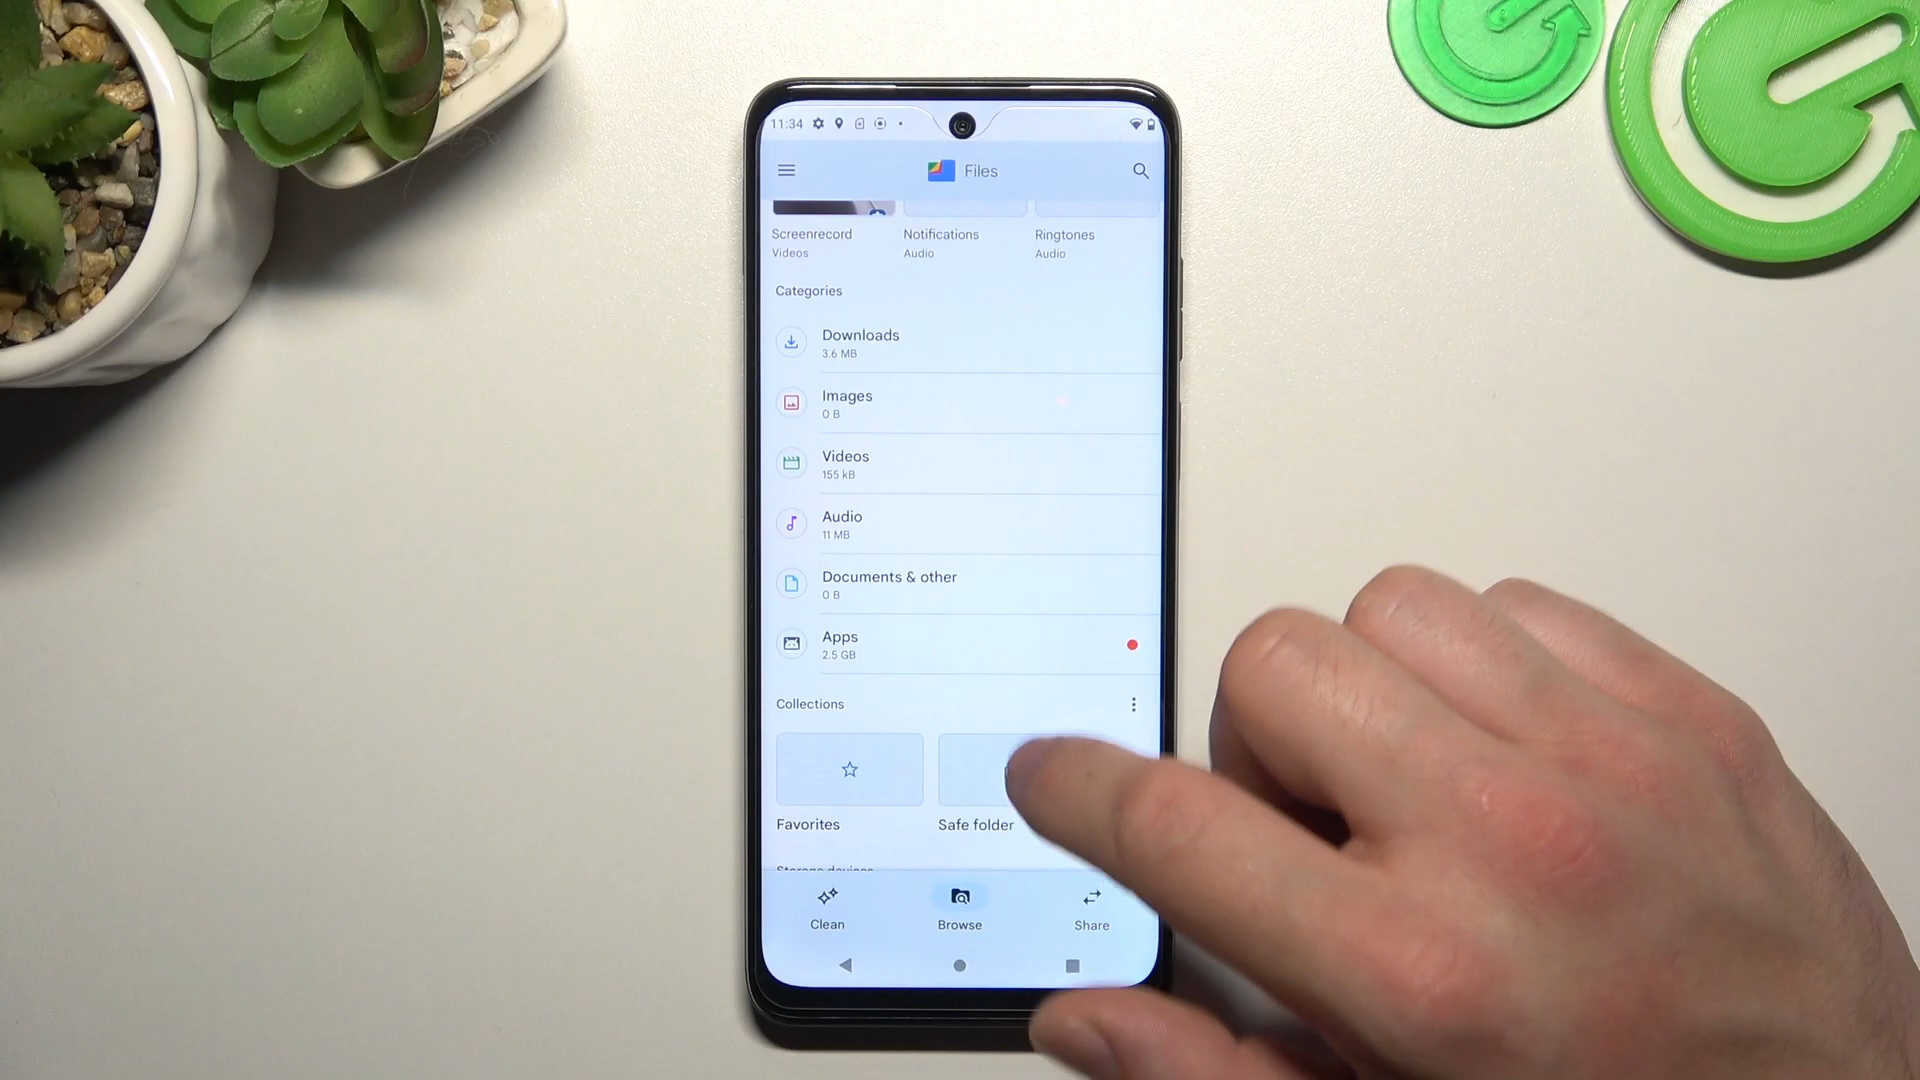 11:34
Files
Screenrecord Notifications Ringtones
Videos Audio Audio
Categories
Downloads
3.6 MB
Images
0 B
Videos
155 kB
Audio
11 MB
Documents & other
0 B
Apps
2.5 GB
Collections
Favorites Safe folder
Storage devices
Clean Browse Share